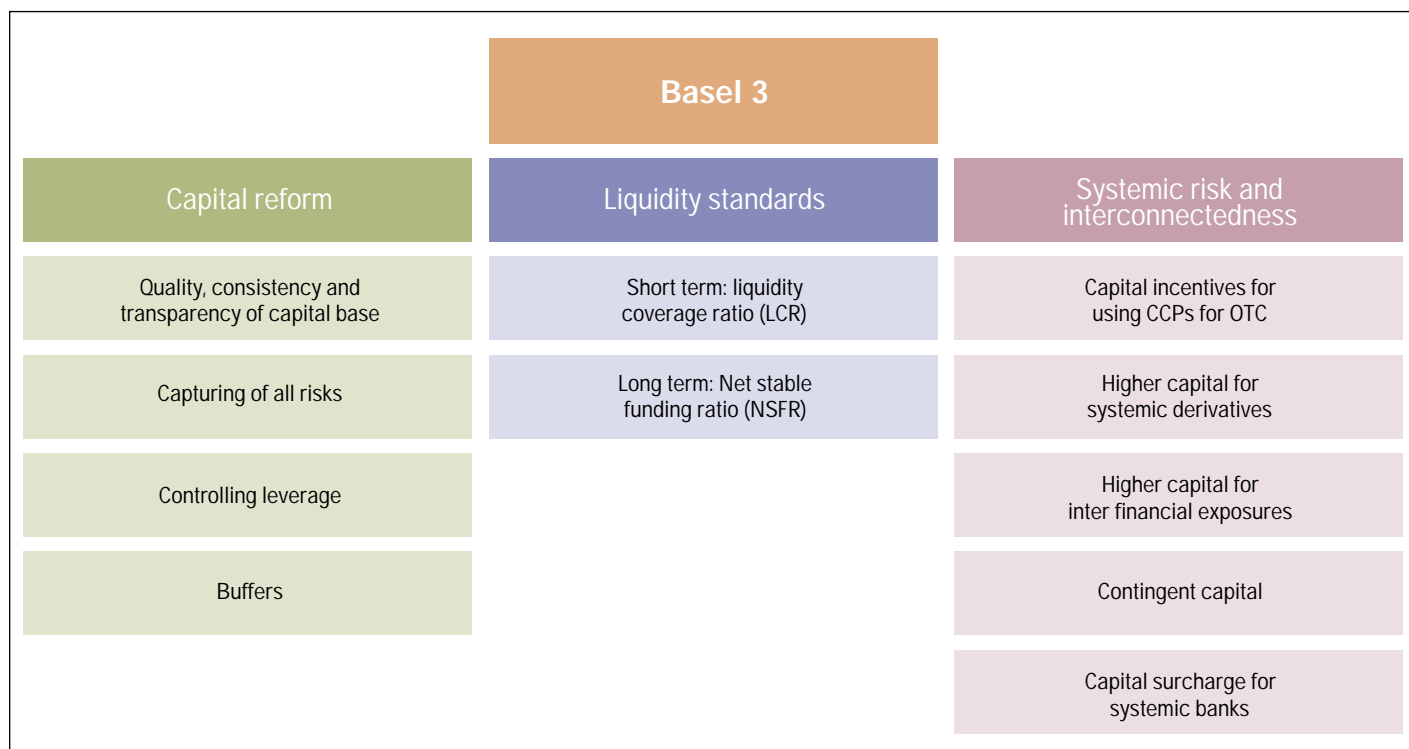 Basel 3
Capital reform
Quality, consistency and
transparency of capital base
Capturing of all risks
Controlling leverage
Buffers
Liquidity standards
Short term: liquidity
coverage ratio (LCR)
Long term: Net stable
funding ratio (NSFR)
Systemic risk and
interconnectedness
Capital incentives for
using CCPs for OTC
Higher capital for
systemic derivatives
Higher capital for
inter financial exposures
Contingent capital
Capital surcharge for
systemic banks